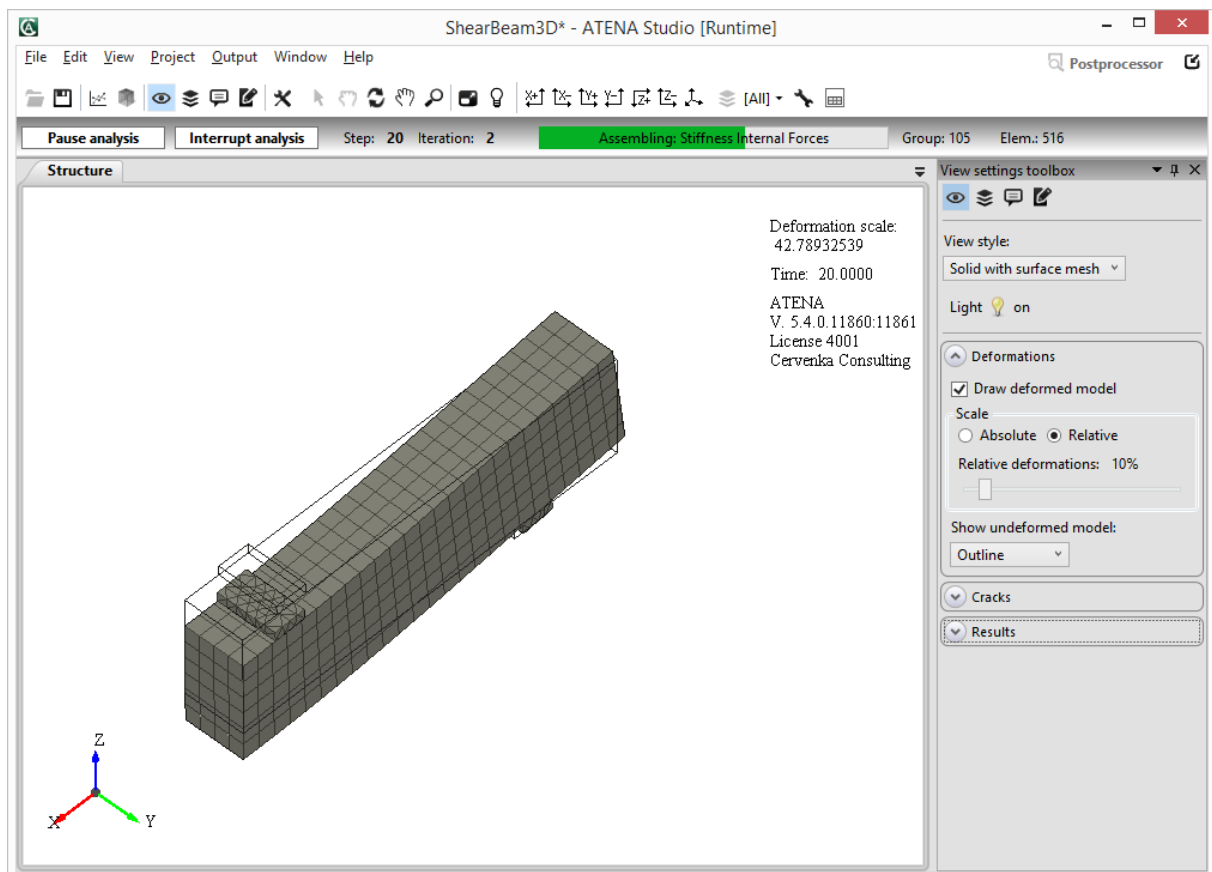 ShearBeam3D* - ATENA Studio [Runtime]
File Edit View Project Output Window Help
Postprocessor
X+ X- Y+ Y- Z+ Z- [All]
Pause analysis Interrupt analysis Step: 20 Iteration: 2 Assembling: Stiffness Internal Forces Group: 105 Elem.: 516
Structure
Deformation scale:
42.78932539
Time: 20.0000
ATENA
V. 5.4.0.11860:11861
License 4001
Cervenka Consulting
Z
X
Y
View settings toolbox
View style:
Solid with surface mesh
Light on
Deformations
Draw deformed model
Scale
Absolute Relative
Relative deformations: 10%
Show undeformed model:
Outline
Cracks
Results